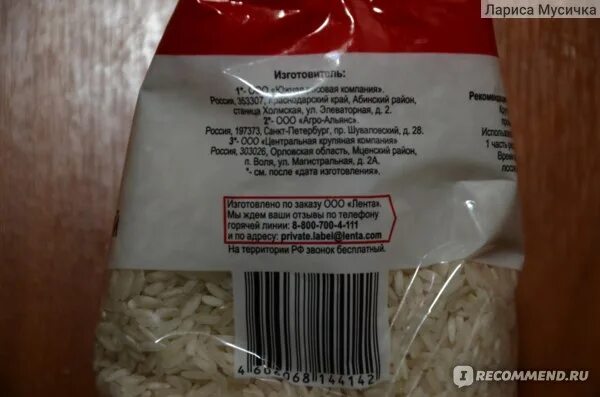 Лариса Мусичка
Изготовитель:
1*- ООО «Южная рисовая компания».
Россия, 353307, Краснодарский край, Абинский район,
станица Холмская, ул. Элеваторная, д. 2.
2*- ООО «Агро-Альянс».
Россия, 197373, Санкт-Петербург, пр. Шуваловский, д. 28.
3*- ООО «Центральная крупяная компания»
Россия, 303026, Орловская область, Мценский район,
п. Воля, ул. Магистральная, д. 2А.
*- см. после «дата изготовления».
Изготовлено по заказу ООО «Лента».
Мы ждем ваши отзывы по телефону
горячей линии: 8-800-700-4-111
и по адресу: private.label@lenta.com
На территории РФ звонок бесплатный.
1 часть
Время
4 602068 144142
IRECOMMEND.RU